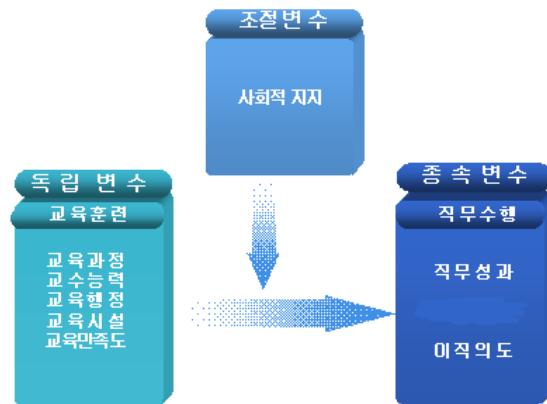 조절변수
사회적 지지
독립 변수
교육훈련
교육과정
교수능력
교육행정
교육시설
교육만족도
종속변수
직무수행
직무성과
이직의도